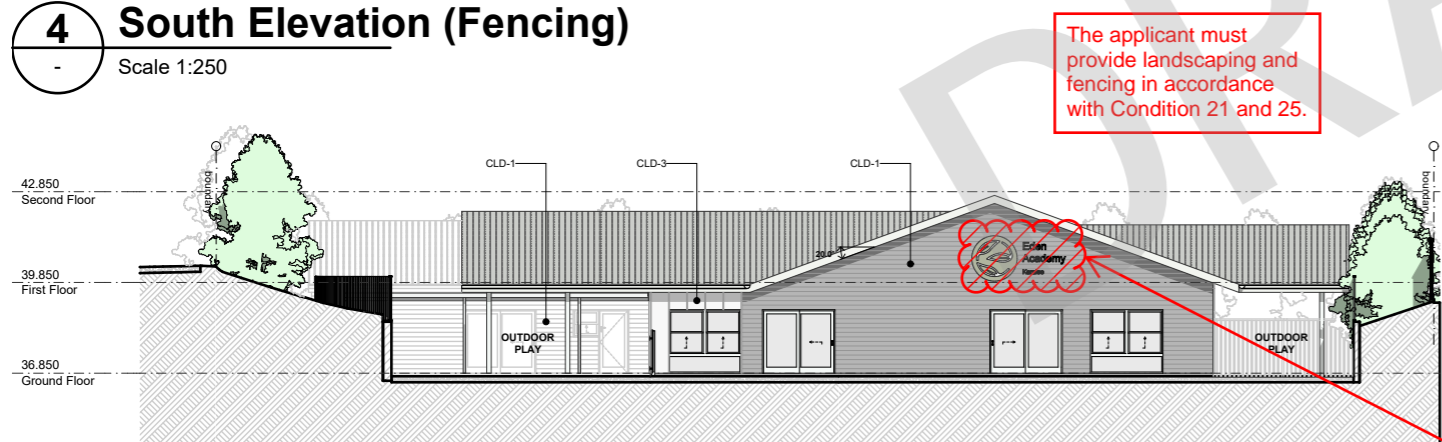 4
-
South Elevation (Fencing)
Scale 1:250
DRA
The applicant must
provide landscaping and
fencing in accordance
with Condition 21 and 25.
boundary
CLD-1
CLD-3
CLD-1
boundary
42.850
Second Floor
20.0°
Eden
Academy
39.850
First Floor
OUTDOOR
PLAY
OUTDOOR
PLAY
36.850
Ground Floor